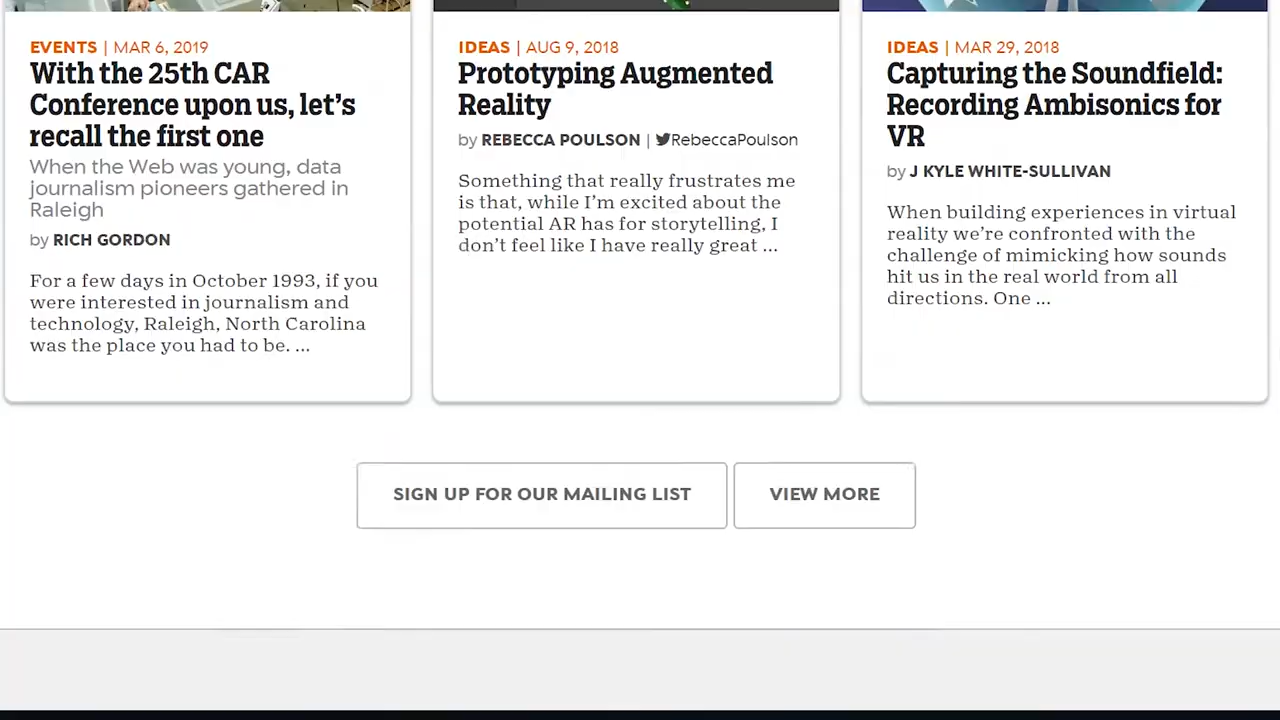 EVENTS | MAR 6, 2019
With the 25th CAR
Conference upon us, let’s
recall the first one
When the Web was young, data
journalism pioneers gathered in
Raleigh
by RICH GORDON
For a few days in October 1993, if you
were interested in journalism and
technology, Raleigh, North Carolina
was the place you had to be. ...
IDEAS | AUG 9, 2018
Prototyping Augmented
Reality
by REBECCA POULSON | RebeccaPoulson
Something that really frustrates me
is that, while I’m excited about the
potential AR has for storytelling, I
don’t feel like I have really great ...
IDEAS | MAR 29, 2018
Capturing the Soundfield:
Recording Ambisonics for
VR
by J KYLE WHITE-SULLIVAN
When building experiences in virtual
reality we’re confronted with the
challenge of mimicking how sounds
hit us in the real world from all
directions. One ...
SIGN UP FOR OUR MAILING LIST
VIEW MORE